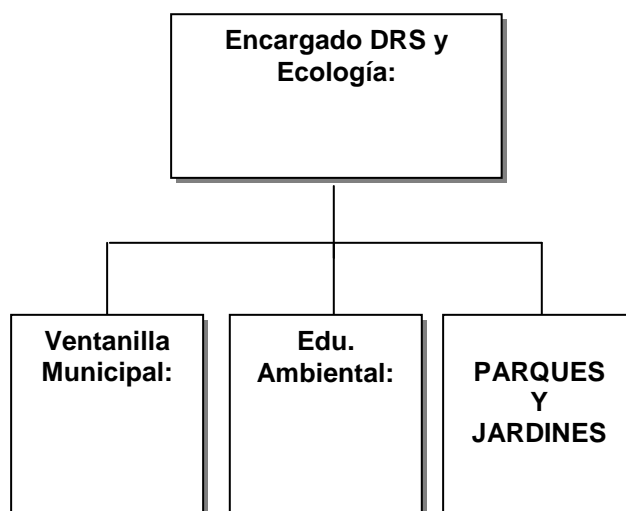 Encargado DRS y
Ecología:
Ventanilla
Municipal:
Edu.
Ambiental:
PARQUES
Y
JARDINES